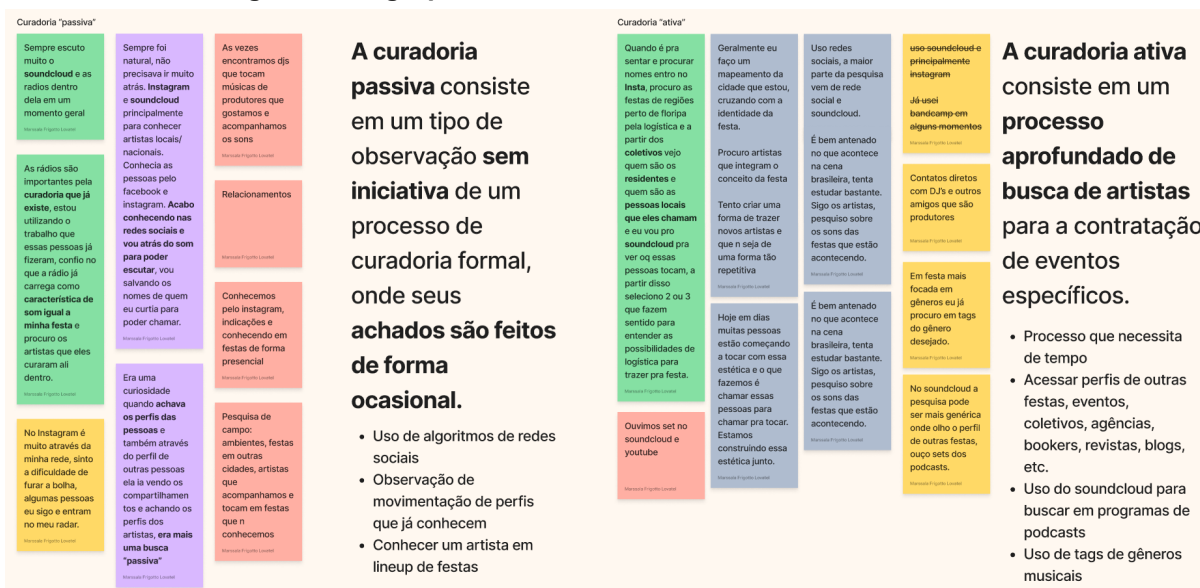 Curadoria "passiva"
Sempre escuto
muito o
soundcloud e as
radios dentro
dela em um
momento geral
Manuela Frigotto Lovatel
As rádios são
importantes pela
curadoria que já
existe, estou
utilizando o
trabalho que
essas pessoas já
fizeram, confio no
que a rádio já
carrega como
característica de
som igual a
minha festa e
procuro os
artistas que eles
curaram ali
dentro.
No Instagram é
muito através da
minha rede, sinto
a dificuldade de
furar a bolha,
algumas pessoas
eu sigo e entram
no meu radar.
Sempre foi
natural, não
precisava ir muito
atrás. Instagram
e soundcloud
principalmente
para conhecer
artistas locais/
nacionais.
Conhecia as
pessoas pelo
facebook e
instagram. Acabo
conhecendo nas
redes sociais e
vou atrás do som
para poder
escutar, vou
salvando os
nomes de quem
eu curtia para
poder chamar.
Era uma
curiosidade
quando achava
os perfis das
pessoas e
também através
do perfil de
outras pessoas
ela ia vendo os
compartilhamen
tos e achando os
perfis dos
artistas, era mais
uma busca
"passiva"
As vezes
encontramos djs
que tocam
músicas de
produtores que
gostamos e
acompanhamos
os sons
Relacionamentos
Conhecemos
pelo instagram,
indicações e
conhecendo em
festas de forma
presencial
Pesquisa de
campo:
ambientes, festas
em outras
cidades, artistas
que
acompanhamos e
tocam em festas
que n
conhecemos
A curadoria
passiva consiste
em um tipo de
observação sem
iniciativa de um
processo de
curadoria formal,
onde seus
achados são feitos
de forma
ocasional.
• Uso de algoritmos de redes
sociais
• Observação de
movimentação de perfis
que já conhecem
• Conhecer um artista em
lineup de festas
Curadoria "ativa"
Quando é pra
sentar e procurar
nomes entro no
Insta, procuro as
festas de regiões
perto de floripa
pela logística e a
partir dos
coletivos vejo
quem são os
residentes e
quem são as
pessoas locais
que eles chamam
e eu vou pro
soundcloud pra
ver oq essas
pessoas tocam, a
partir disso
seleciono 2 ou 3
que fazem
sentido para
entender as
possibilidades de
logística para
trazer pra festa.
Ouvimos set no
soundcloud e
youtube
Geralmente eu
faço um
mapeamento da
cidade que estou,
cruzando com a
identidade da
festa.
Procuro artistas
que integram o
conceito da festa
Tento criar uma
forma de trazer
novos artistas e
que n seja de
uma forma tão
repetitiva
Hoje em dias
muitas pessoas
estão começando
a tocar com essa
estética e o que
fazemos é
chamar essas
pessoas para
chamar pra tocar.
Estamos
construindo essa
estética junto.
Uso redes
sociais, a maior
parte da pesquisa
vem de rede
social e
soundcloud.
É bem antenado
no que acontece
na cena
brasileira, tenta
estudar bastante.
Sigo os artistas,
pesquiso sobre
os sons das
festas que estão
acontecendo.
É bem antenado
no que acontece
na cena
brasileira, tenta
estudar bastante.
Sigo os artistas,
pesquiso sobre
os sons das
festas que estão
acontecendo.
uso soundcloud e
principalmente
instagram
Já usei
bandcamp em
alguns momentos
Contatos diretos
com DJ's e outros
amigos que são
produtores
Em festa mais
focada em
gêneros eu já
procuro em tags
do gênero
desejado.
No soundcloud a
pesquisa pode
ser mais genérica
onde olho o perfil
de outras festas,
ouço sets dos
podcasts.
A curadoria ativa
consiste em um
processo
aprofundado de
busca de artistas
para a contratação
de eventos
específicos.
• Processo que necessita
de tempo
• Acessar perfis de outras
festas, eventos,
coletivos, agências,
bookers, revistas, blogs,
etc.
• Uso do soundcloud para
buscar em programas de
podcasts
• Uso de tags de gêneros
musicais